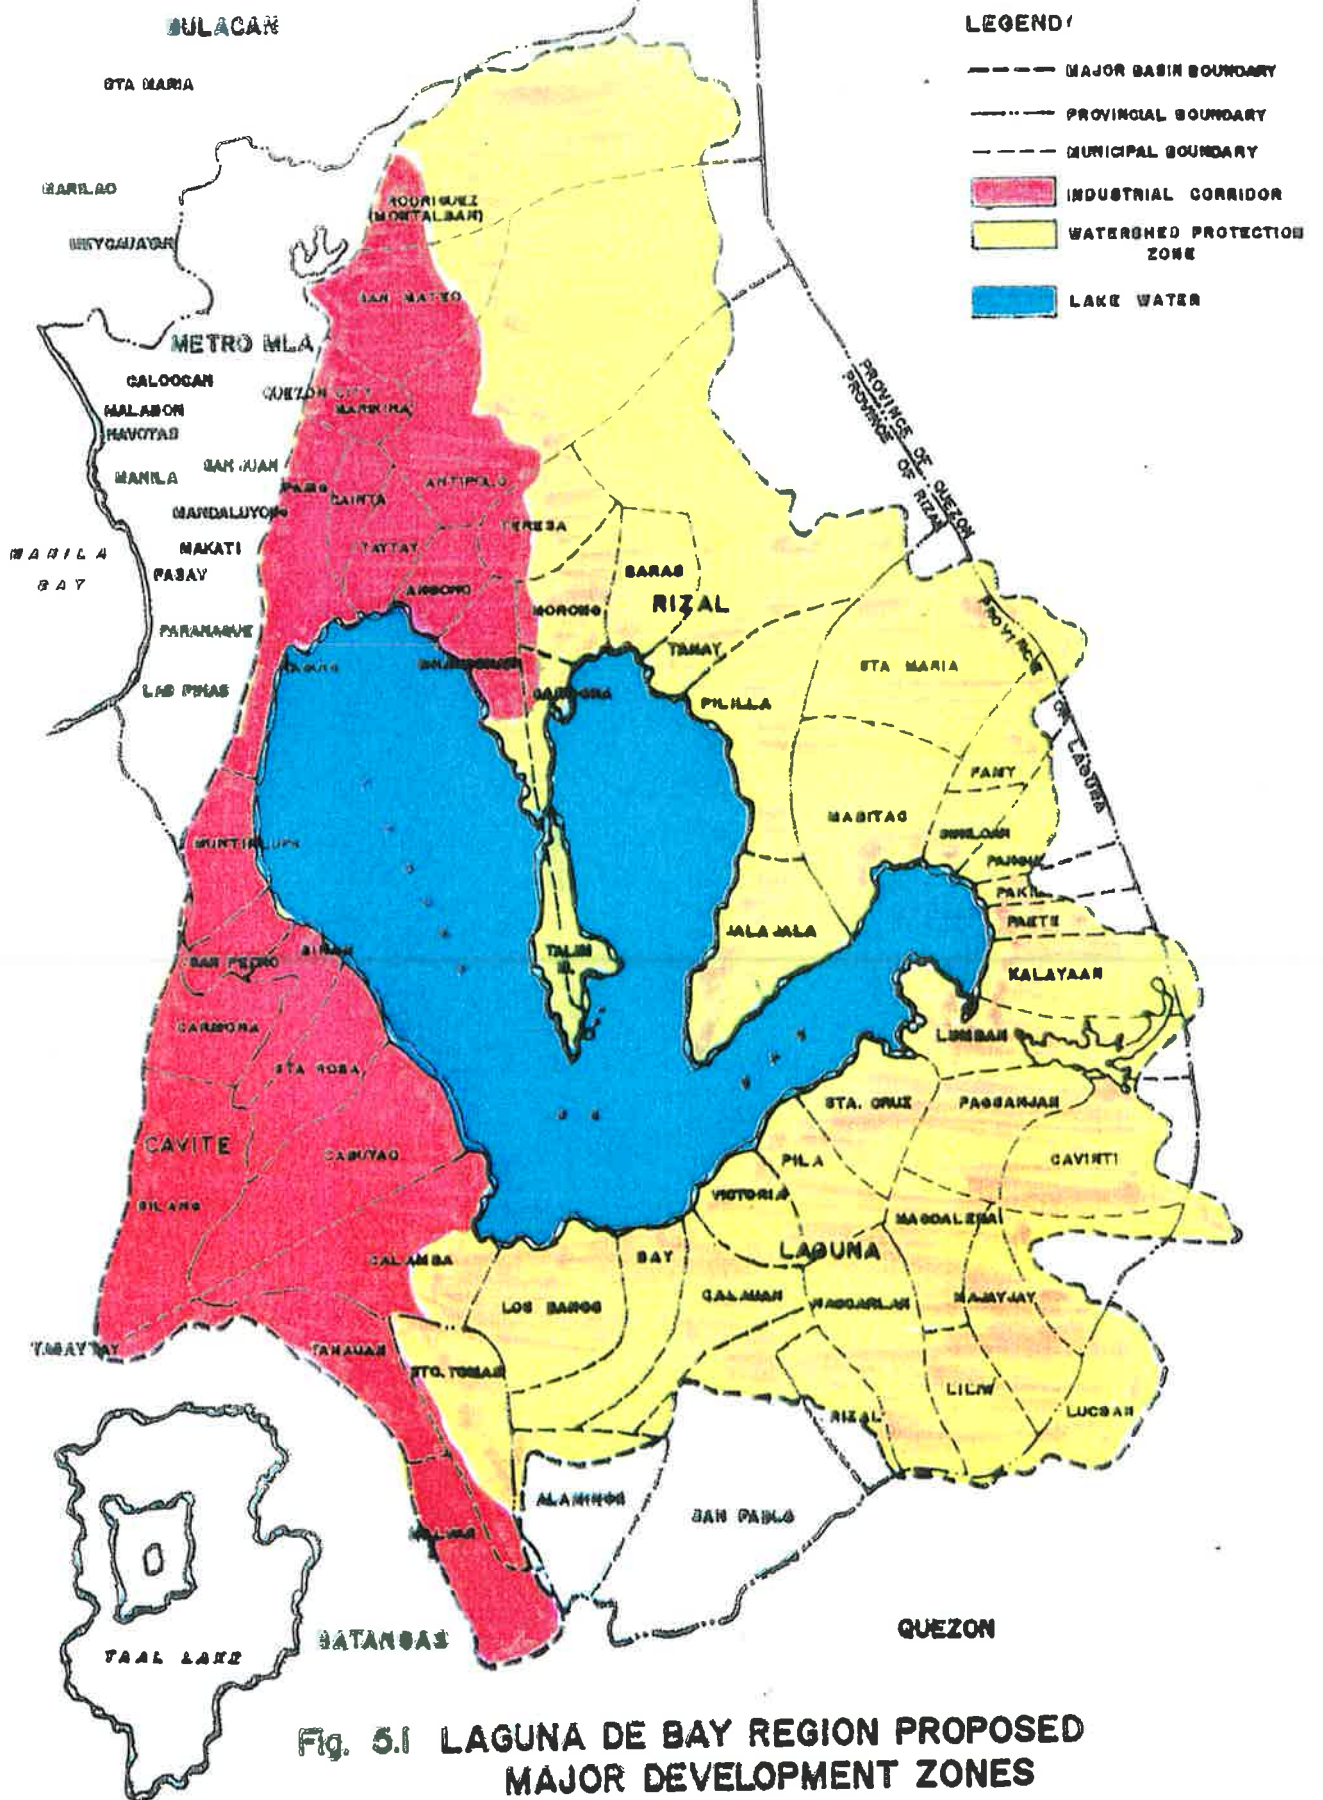 BULACAN
STA MARIA
MARILAO
MEYCAUAYAN
METRO MLA
CALOOCAN
QUEZON CITY
MALABON
NAVOTAS
MANILA
SAN JUAN
MANDALUYONG
MAKATI
PASAY
MANILA
BAY
PARANAQUE
LAS PINAS
LEGEND:
MAJOR BASIN BOUNDARY
PROVINCIAL BOUNDARY
MUNICIPAL BOUNDARY
INDUSTRIAL CORRIDOR
WATERSHED PROTECTION
ZONE
LAKE WATER
PROVINCE OF QUEZON
PROVINCE OF RIZAL
PROVINCE OF LAGUNA
RODRIGUEZ
(MONTALBAN)
SAN MATEO
MARIKINA
PASIG
CAINTA
ANTIPOLO
TAYTAY
TERESA
ANGONO
BARAS
RIZAL
MORONG
TANAY
TAGUIG
BINANGONAN
CARDONA
PILILLA
STA MARIA
FAMY
MABITAC
SINILOAN
PANGIL
PAKIL
PAETE
MUNTINLUPA
JALA JALA
TALIM
IS.
KALAYAAN
SAN PEDRO
BIÑAN
CARMONA
STA ROSA
LUMBAN
STA. CRUZ
PAGSANJAN
CAVITE
CABUYAO
PILA
CAVINTI
SILANG
VICTORIA
MAGDALENA
CALAMBA
BAY
LAGUNA
LOS BANOS
CALAUAN
NAGCARLAN
MAJAYJAY
TAGAYTAY
TANAUAN
STO. TOMAS
LILIW
RIZAL
LUCBAN
ALAMINOS
SAN PABLO
MALVAR
TAAL LAKE
BATANGAS
QUEZON
Fig. 5.1 LAGUNA DE BAY REGION PROPOSED
MAJOR DEVELOPMENT ZONES